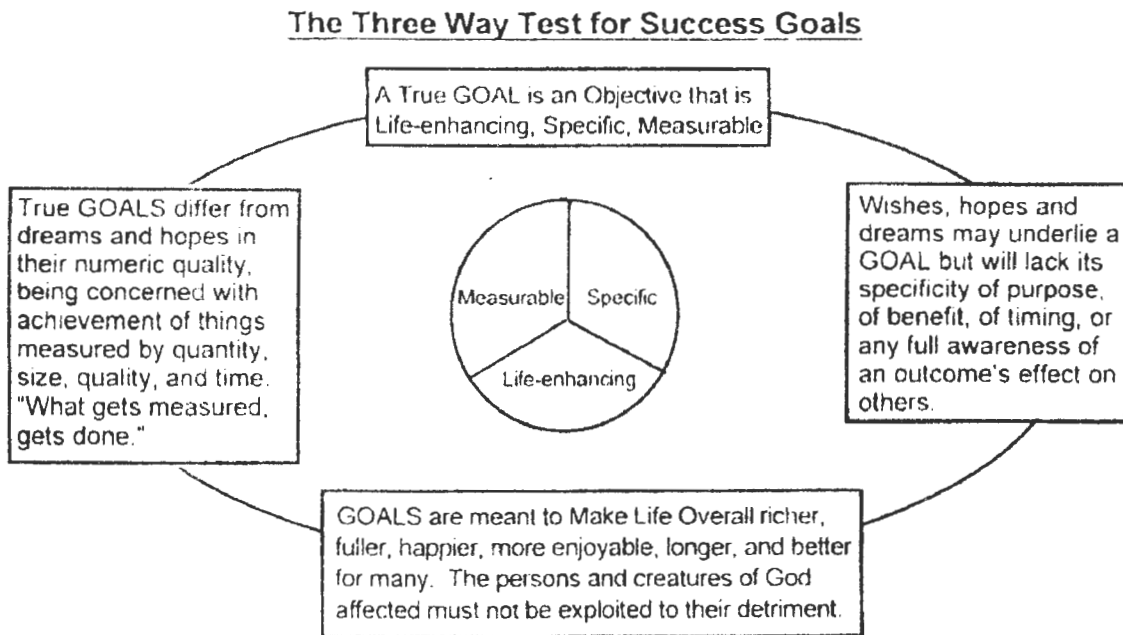 The Three Way Test for Success Goals
A True GOAL is an Objective that is
Life-enhancing, Specific, Measurable
True GOALS differ from
dreams and hopes in
their numeric quality,
being concerned with
achievement of things
measured by quantity,
size, quality, and time.
"What gets measured,
gets done."
Measurable
Specific
Life-enhancing
Wishes, hopes and
dreams may underlie a
GOAL but will lack its
specificity of purpose,
of benefit, of timing, or
any full awareness of
an outcome's effect on
others.
GOALS are meant to Make Life Overall richer,
fuller, happier, more enjoyable, longer, and better
for many. The persons and creatures of God
affected must not be exploited to their detriment.